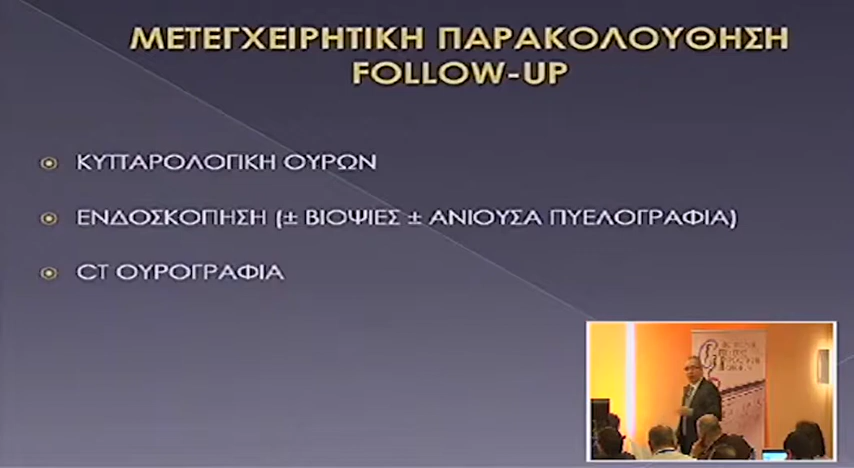 ΜΕΤΕΓΧΕΙΡΗΤΙΚΗ ΠΑΡΑΚΟΛΟΥΘΗΣΗ
FOLLOW-UP
ΚΥΤΤΑΡΟΛΟΓΙΚΗ ΟΥΡΩΝ
ΕΝΔΟΣΚΟΠΗΣΗ (± ΒΙΟΨΙΕΣ ± ΑΝΙΟΥΣΑ ΠΥΕΛΟΓΡΑΦΙΑ)
CT ΟΥΡΟΓΡΑΦΙΑ